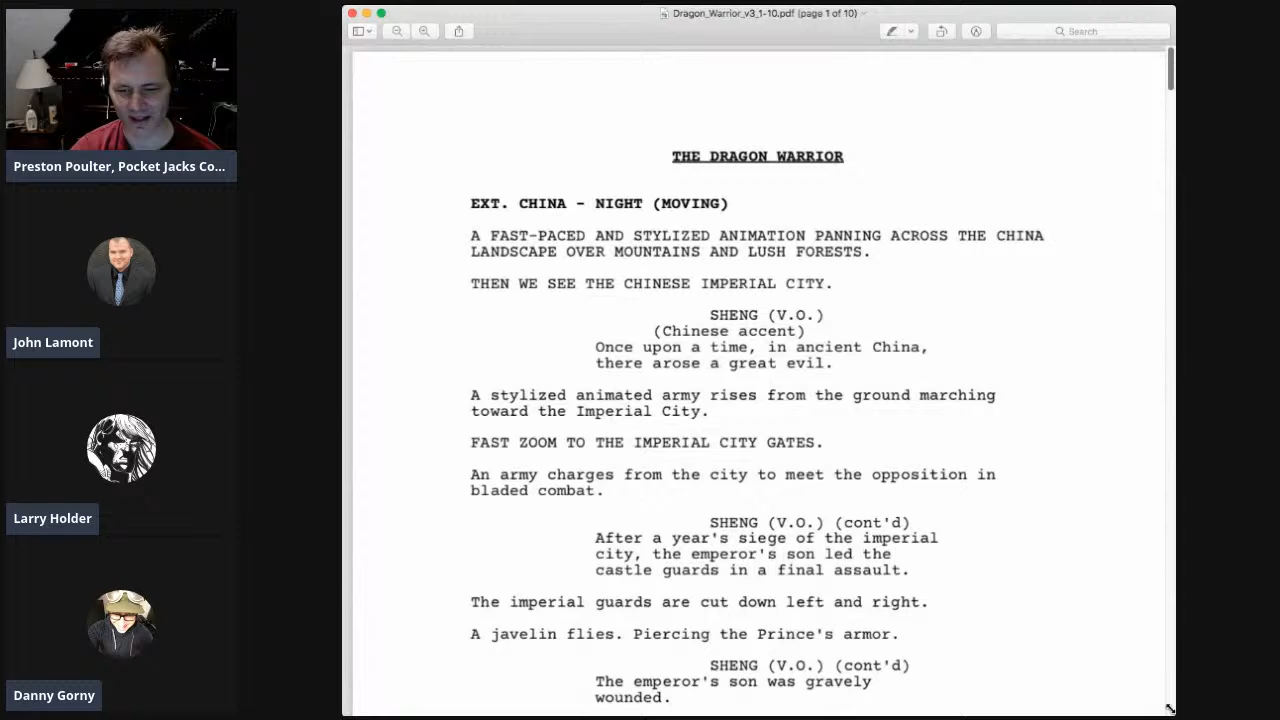 Preston Poulter, Pocket Jacks Co...
John Lamont
Larry Holder
Danny Gorny
Dragon_Warrior_v3_1-10.pdf (page 1 of 10)
Search
THE DRAGON WARRIOR
EXT. CHINA - NIGHT (MOVING)
A FAST-PACED AND STYLIZED ANIMATION PANNING ACROSS THE CHINA
LANDSCAPE OVER MOUNTAINS AND LUSH FORESTS.
THEN WE SEE THE CHINESE IMPERIAL CITY.
SHENG (V.O.)
(Chinese accent)
Once upon a time, in ancient China,
there arose a great evil.
A stylized animated army rises from the ground marching
toward the Imperial City.
FAST ZOOM TO THE IMPERIAL CITY GATES.
An army charges from the city to meet the opposition in
bladed combat.
SHENG (V.O.) (cont'd)
After a year's siege of the imperial
city, the emperor's son led the
castle guards in a final assault.
The imperial guards are cut down left and right.
A javelin flies. Piercing the Prince's armor.
SHENG (V.O.) (cont'd)
The emperor's son was gravely
wounded.